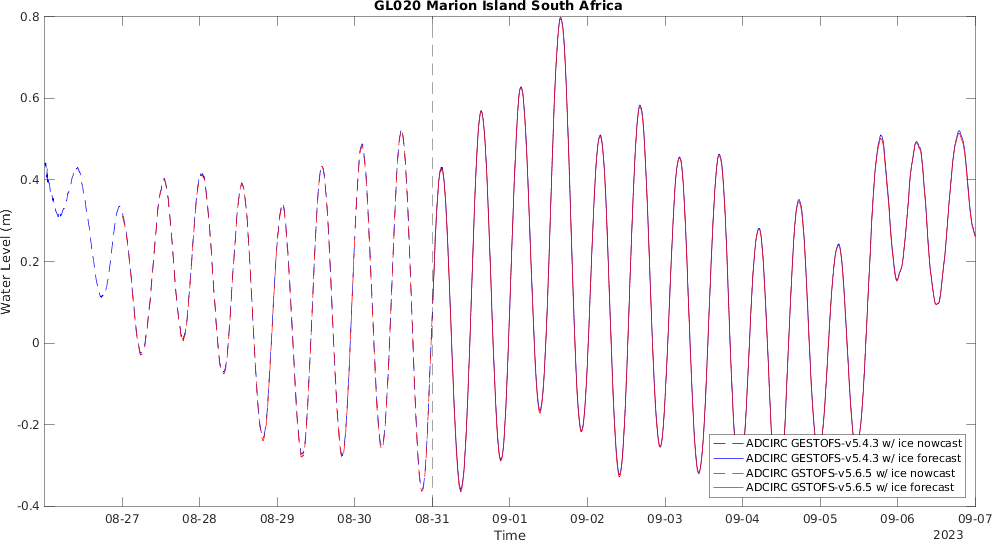 GL020 Marion Island South Africa
Water Level (m)
0.8
0.6
0.4
0.2
0
-0.2
-0.4
ADCIRC GESTOFS-v5.4.3 w/ ice nowcast
ADCIRC GESTOFS-v5.4.3 w/ ice forecast
ADCIRC GSTOFS-v5.6.5 w/ ice nowcast
ADCIRC GSTOFS-v5.6.5 w/ ice forecast
08-27 08-28 08-29 08-30 08-31 09-01 09-02 09-03 09-04 09-05 09-06 09-07
Time
2023